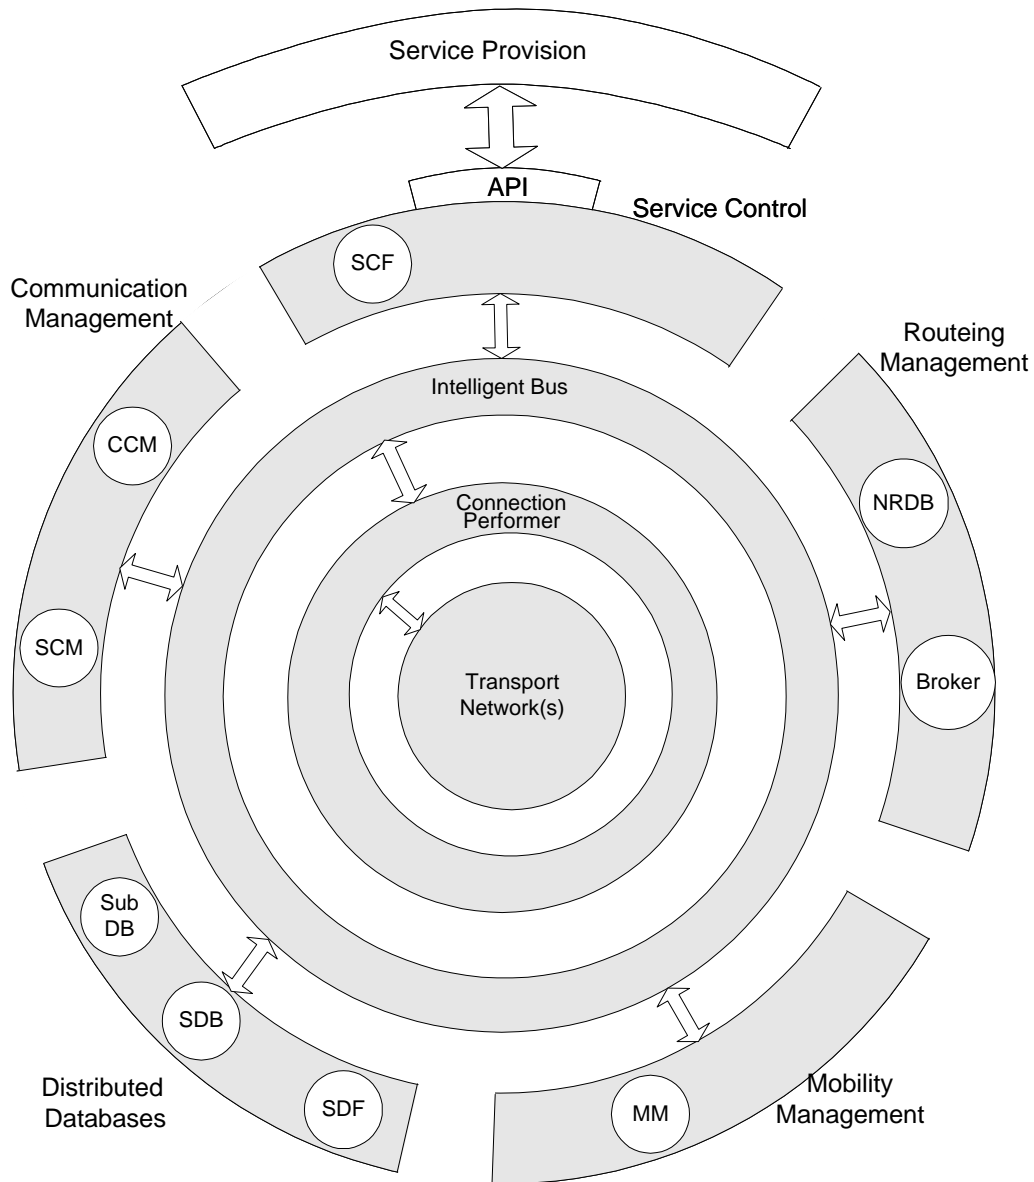 Service Provision
API
Service Control
SCF
Communication
Management
Routeing
Management
Intelligent Bus
CCM
NRDB
Connection
Performer
SCM
Broker
Transport
Network(s)
Sub
DB
SDB
SDF
Distributed
Databases
MM
Mobility
Management